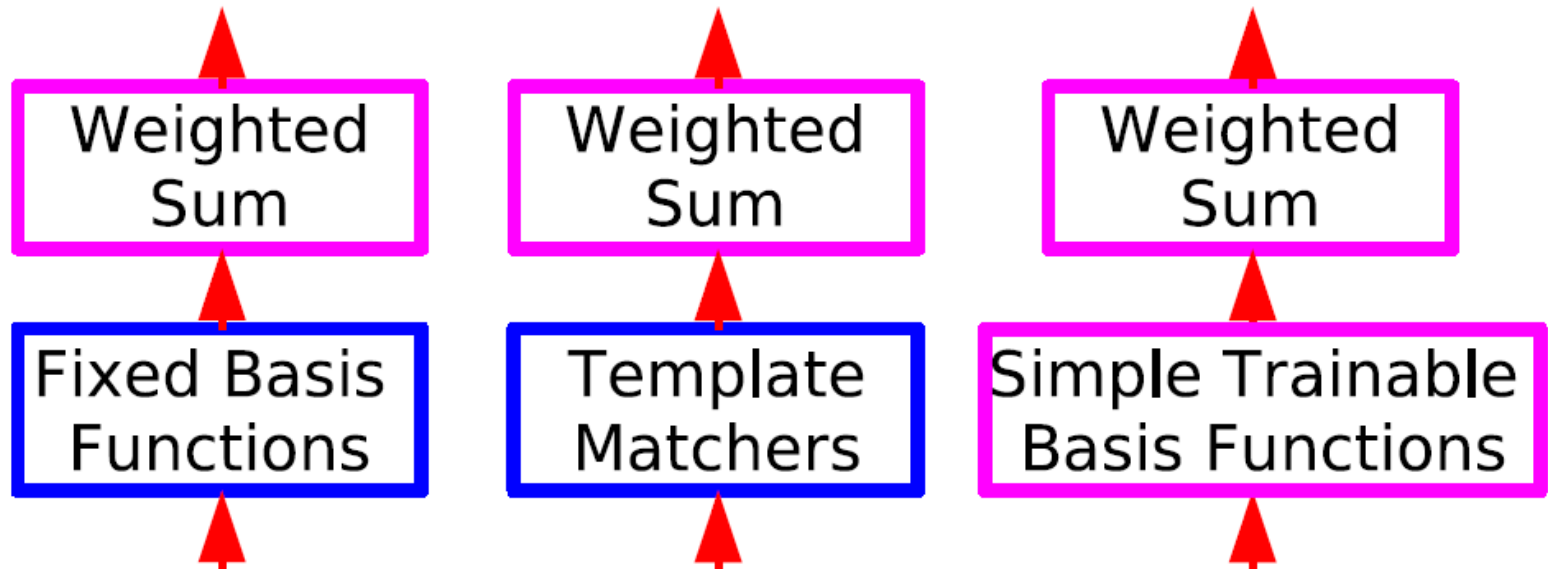 Weighted
Sum
Weighted
Sum
Weighted
Sum
Fixed Basis
Functions
Template
Matchers
Simple Trainable
Basis Functions